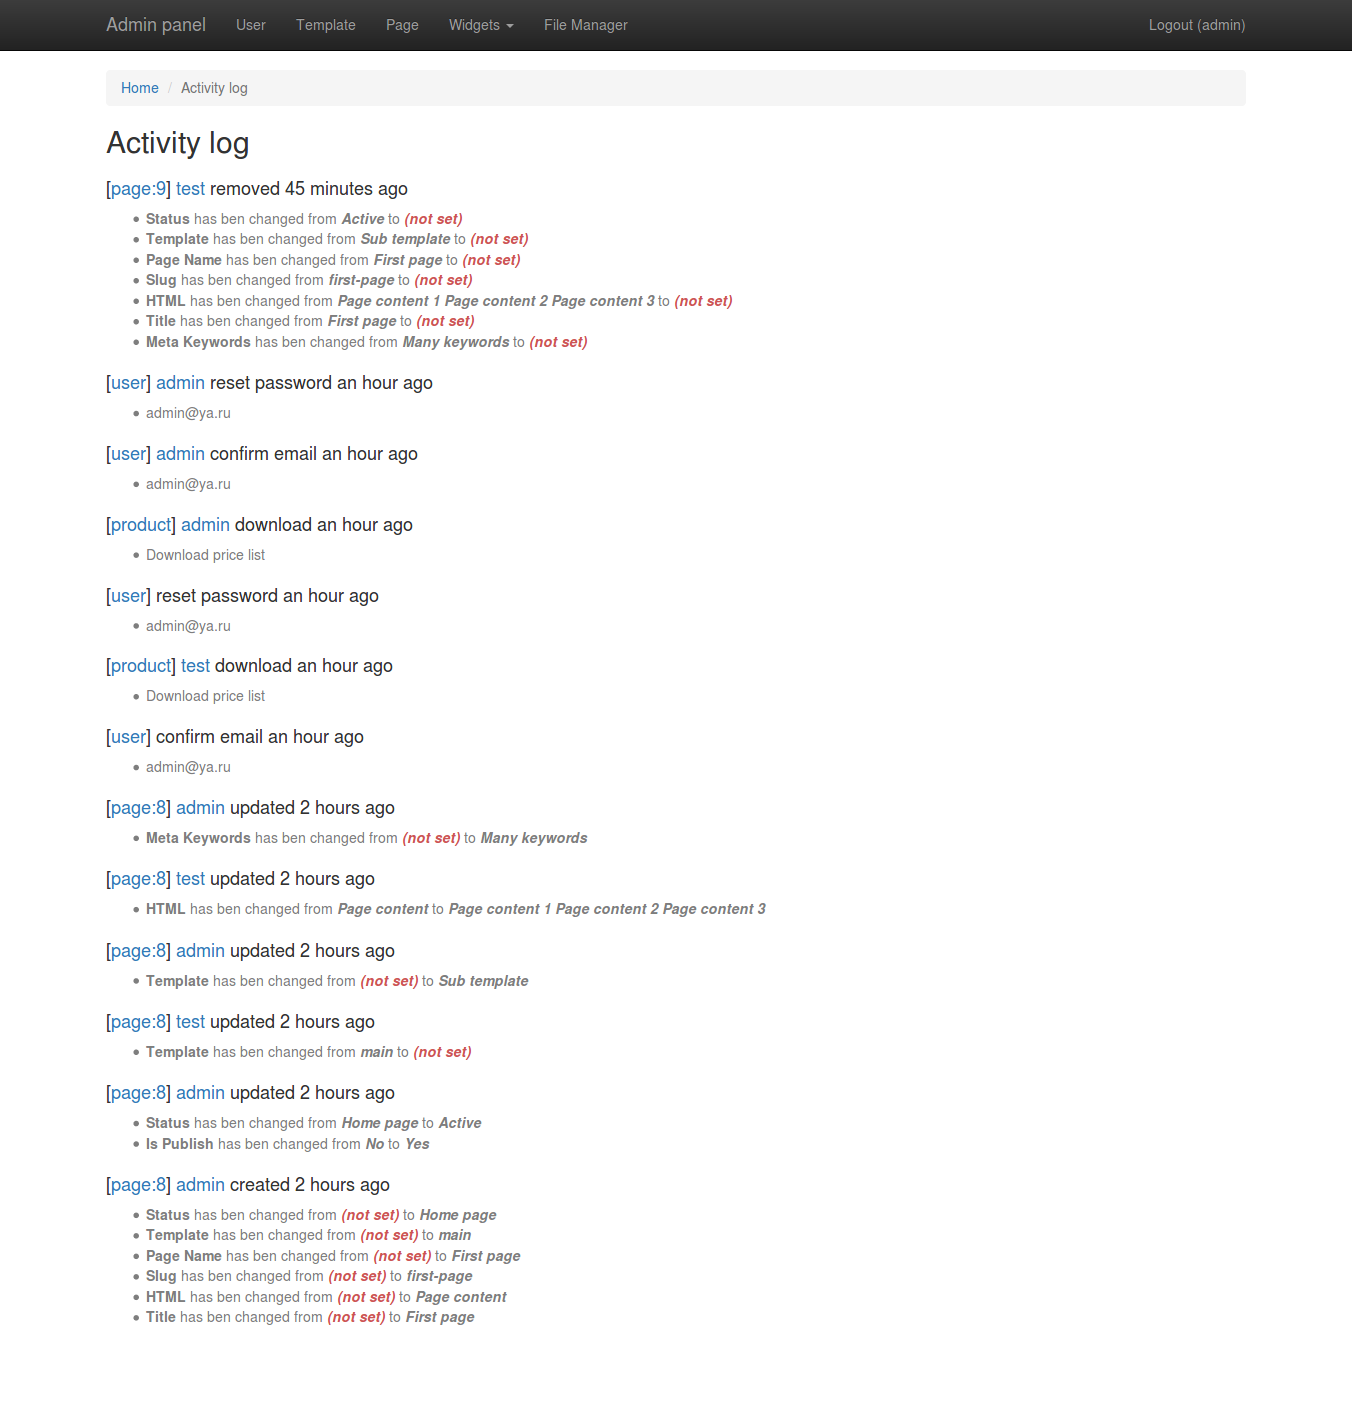 Admin panel User Template Page Widgets File Manager Logout (admin)
Home / Activity log
Activity log
[page:9] test removed 45 minutes ago
• Status has ben changed from Active to (not set)
• Template has ben changed from Sub template to (not set)
• Page Name has ben changed from First page to (not set)
• Slug has ben changed from first-page to (not set)
• HTML has ben changed from Page content 1 Page content 2 Page content 3 to (not set)
• Title has ben changed from First page to (not set)
• Meta Keywords has ben changed from Many keywords to (not set)
[user] admin reset password an hour ago
• admin@ya.ru
[user] admin confirm email an hour ago
• admin@ya.ru
[product] admin download an hour ago
• Download price list
[user] reset password an hour ago
• admin@ya.ru
[product] test download an hour ago
• Download price list
[user] confirm email an hour ago
• admin@ya.ru
[page:8] admin updated 2 hours ago
• Meta Keywords has ben changed from (not set) to Many keywords
[page:8] test updated 2 hours ago
• HTML has ben changed from Page content to Page content 1 Page content 2 Page content 3
[page:8] admin updated 2 hours ago
• Template has ben changed from (not set) to Sub template
[page:8] test updated 2 hours ago
• Template has ben changed from main to (not set)
[page:8] admin updated 2 hours ago
• Status has ben changed from Home page to Active
• Is Publish has ben changed from No to Yes
[page:8] admin created 2 hours ago
• Status has ben changed from (not set) to Home page
• Template has ben changed from (not set) to main
• Page Name has ben changed from (not set) to First page
• Slug has ben changed from (not set) to first-page
• HTML has ben changed from (not set) to Page content
• Title has ben changed from (not set) to First page